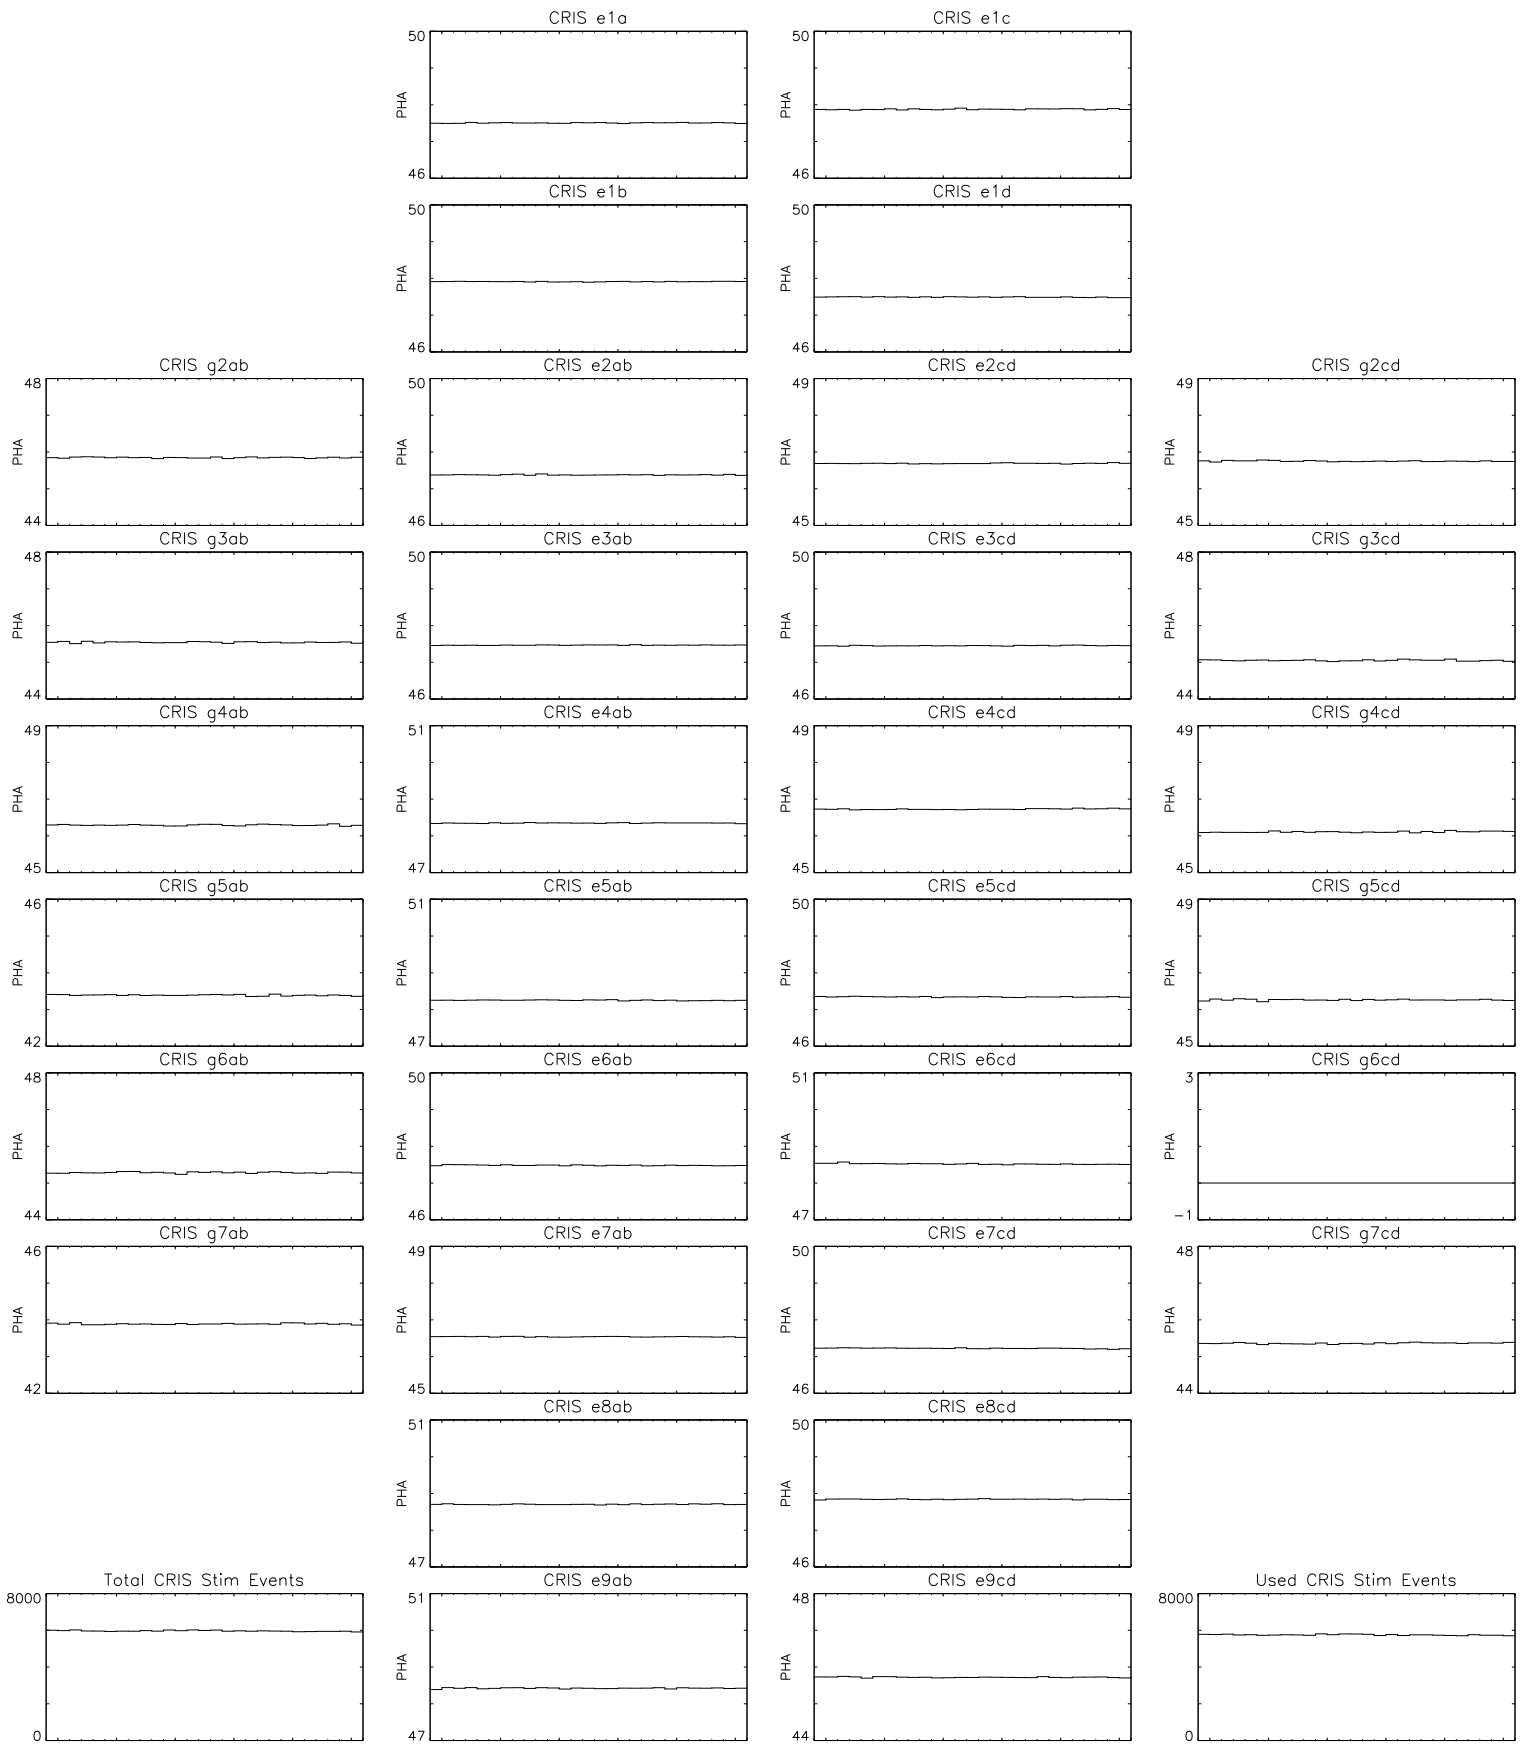 CRIS e1a
50
PHA
46
CRIS e1c
50
PHA
46
CRIS e1b
50
PHA
46
CRIS e1d
50
PHA
46
CRIS g2ab
48
PHA
44
CRIS e2ab
50
PHA
46
CRIS e2cd
49
PHA
45
CRIS g2cd
49
PHA
45
CRIS g3ab
48
PHA
44
CRIS e3ab
50
PHA
46
CRIS e3cd
50
PHA
46
CRIS g3cd
48
PHA
44
CRIS g4ab
49
PHA
45
CRIS e4ab
51
PHA
47
CRIS e4cd
49
PHA
45
CRIS g4cd
49
PHA
45
CRIS g5ab
46
PHA
42
CRIS e5ab
51
PHA
47
CRIS e5cd
50
PHA
46
CRIS g5cd
49
PHA
45
CRIS g6ab
48
PHA
44
CRIS e6ab
50
PHA
46
CRIS e6cd
51
PHA
47
CRIS g6cd
3
PHA
-1
CRIS g7ab
46
PHA
42
CRIS e7ab
49
PHA
45
CRIS e7cd
50
PHA
46
CRIS g7cd
48
PHA
44
CRIS e8ab
51
PHA
47
CRIS e8cd
50
PHA
46
Total CRIS Stim Events
8000
0
CRIS e9ab
51
PHA
47
CRIS e9cd
48
PHA
44
Used CRIS Stim Events
8000
0